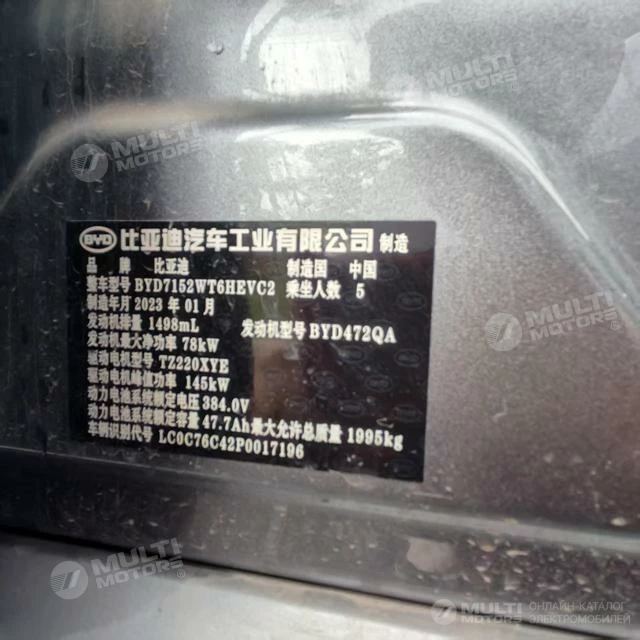 BYD 比亚迪汽车工业有限公司 制造
品 牌 比亚迪 制造国 中国
整车型号 BYD7152WT6HEVC2 乘坐人数 5
制造年月 2023 年 01 月
发动机排量 1498mL 发动机型号 BYD472QA
发动机最大净功率 78kW
驱动电机型号 TZ220XYE
驱动电机峰值功率 145kW
动力电池系统额定电压 384.0V
动力电池系统额定容量 47.7Ah 最大允许总质量 1995kg
车辆识别代号 LC0C76C42P0017196
MULTI MOTORS
MULTI MOTORS
MULTI MOTORS
MULTI MOTORS
MULTI MOTORS ОНЛАЙН-КАТАЛОГ ЭЛЕКТРОМОБИЛЕЙ